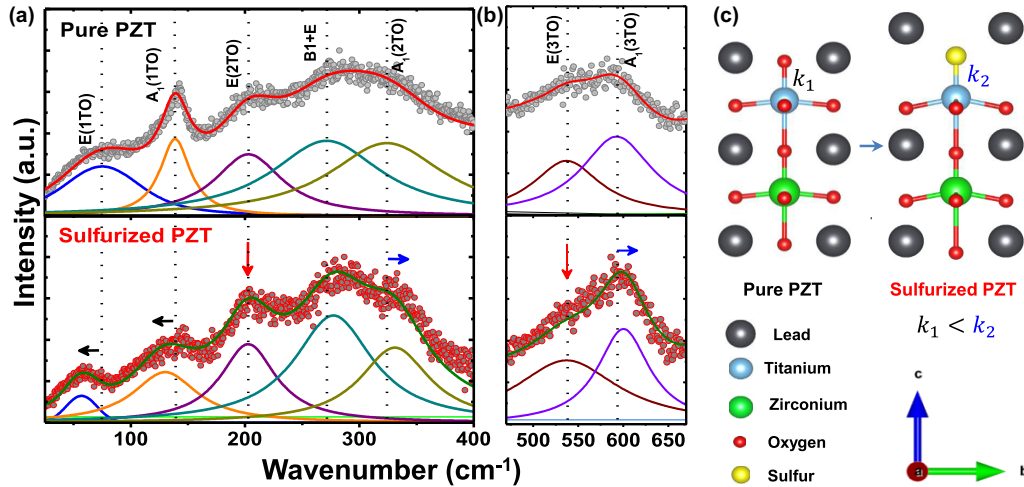 (a)
Pure PZT
E(1TO)
A₁(1TO)
E(2TO)
B1+E
A₁(2TO)
Sulfurized PZT
Intensity (a.u.)
100 200 300 400
(b)
E(3TO)
A₁(3TO)
500 550 600 650
Wavenumber (cm⁻¹)
(c)
k₁
k₂
Pure PZT
Sulfurized PZT
k₁ < k₂
Lead
Titanium
Zirconium
Oxygen
Sulfur
c
a
b